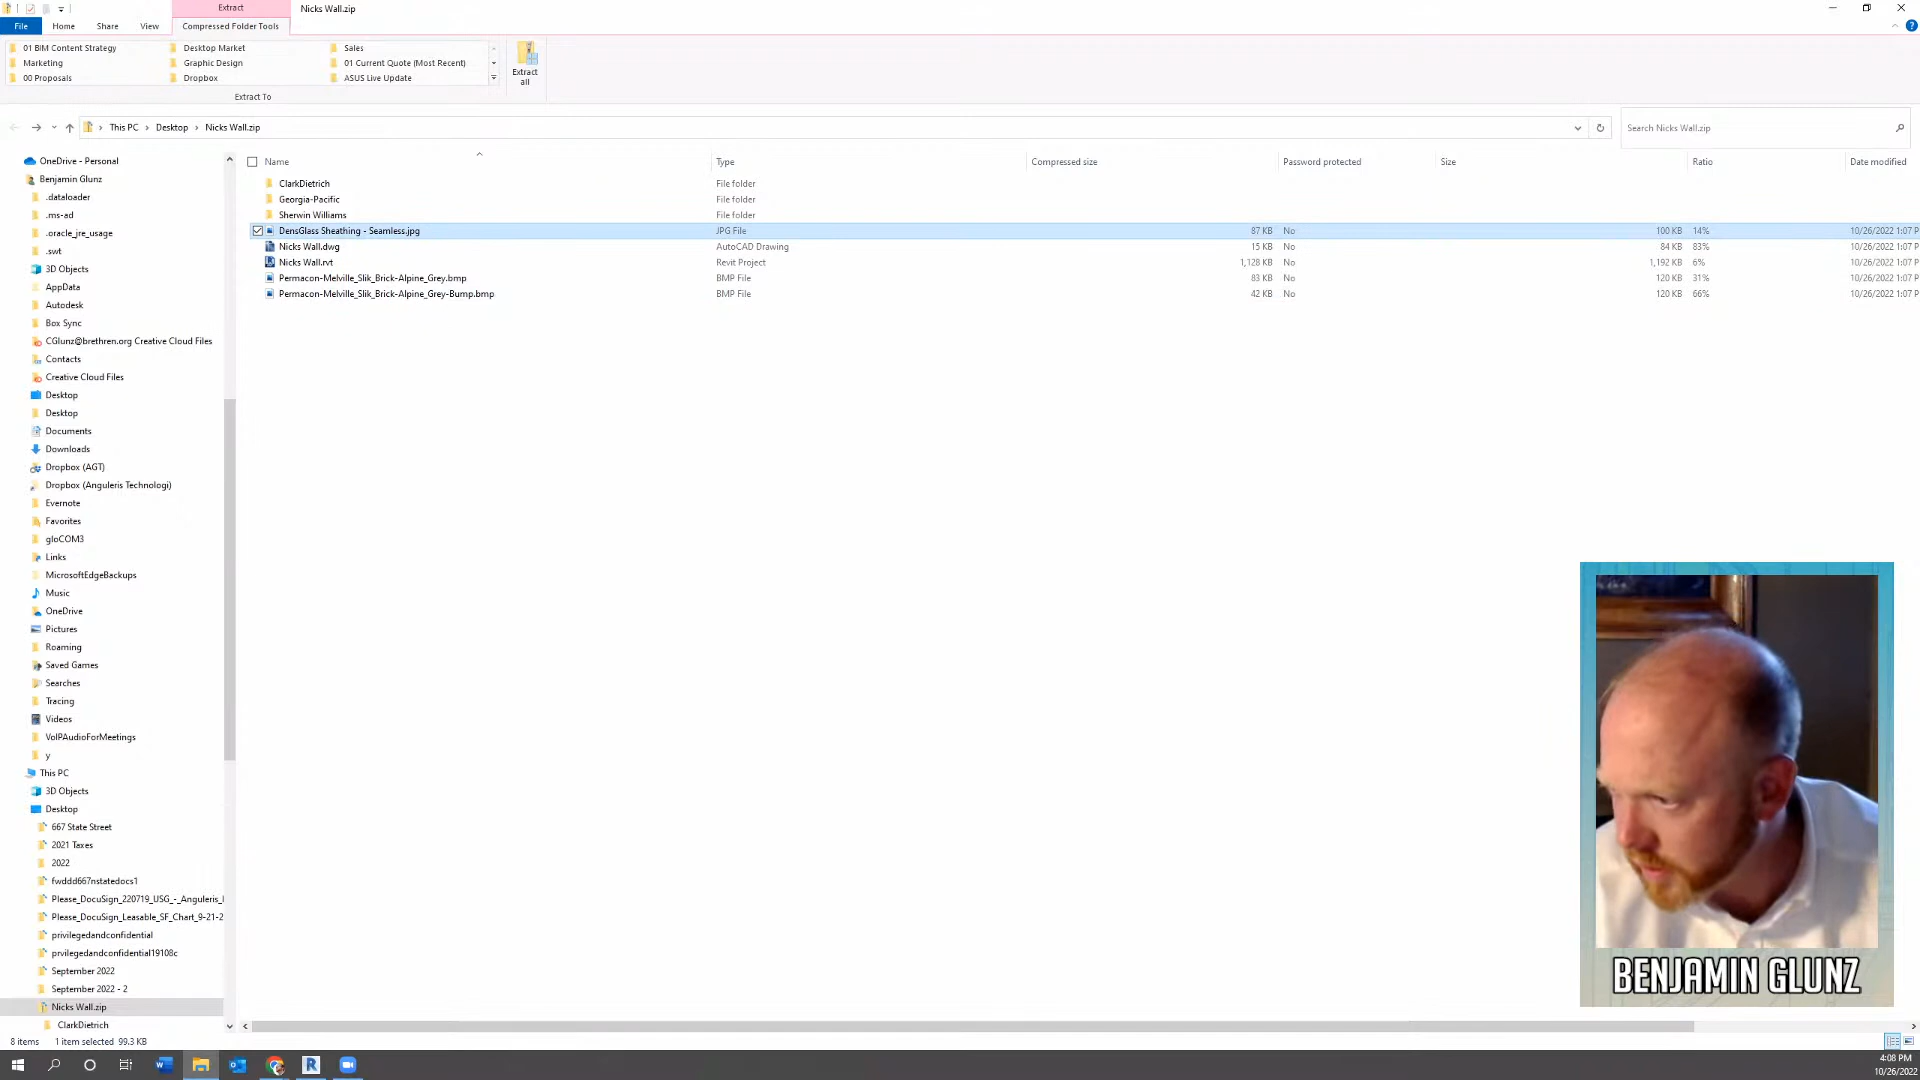 Extract Nicks Wall.zip
File Home Share View Compressed Folder Tools
01 BIM Content Strategy Desktop Market Sales
Marketing Graphic Design 01 Current Quote (Most Recent)
00 Proposals Dropbox ASUS Live Update
Extract all
Extract To
This PC > Desktop > Nicks Wall.zip
Search Nicks Wall.zip
Name Type Compressed size Password protected Size Ratio Date modified
ClarkDietrich File folder
Georgia-Pacific File folder
Sherwin Williams File folder
DensGlass Sheathing - Seamless.jpg JPG File 87 KB No 100 KB 14% 10/26/2022 1:07 P
Nicks Wall.dwg AutoCAD Drawing 15 KB No 84 KB 83% 10/26/2022 1:07 P
Nicks Wall.rvt Revit Project 1,128 KB No 1,192 KB 6% 10/26/2022 1:07 P
Permacon-Melville_Slik_Brick-Alpine_Grey.bmp BMP File 83 KB No 120 KB 31% 10/26/2022 1:07 P
Permacon-Melville_Slik_Brick-Alpine_Grey-Bump.bmp BMP File 42 KB No 120 KB 66% 10/26/2022 1:07 P
OneDrive - Personal
Benjamin Glunz
.dataloader
.ms-ad
.oracle_jre_usage
.swt
3D Objects
AppData
Autodesk
Box Sync
CGlunz@brethren.org Creative Cloud Files
Contacts
Creative Cloud Files
Desktop
Desktop
Documents
Downloads
Dropbox (AGT)
Dropbox (Anguleris Technologi)
Evernote
Favorites
gloCOM3
Links
MicrosoftEdgeBackups
Music
OneDrive
Pictures
Roaming
Saved Games
Searches
Tracing
Videos
VoIPAudioForMeetings
y
This PC
3D Objects
Desktop
667 State Street
2021 Taxes
2022
fwddd667nstatedocs1
Please_DocuSign_220719_USG_-_Anguleris_I
Please_DocuSign_Leasable_SF_Chart_9-21-2
privilegedandconfidential
prvilegedandconfidential19108c
September 2022
September 2022 - 2
Nicks Wall.zip
ClarkDietrich
BENJAMIN GLUNZ
8 items 1 item selected 99.3 KB
4:08 PM
10/26/2022